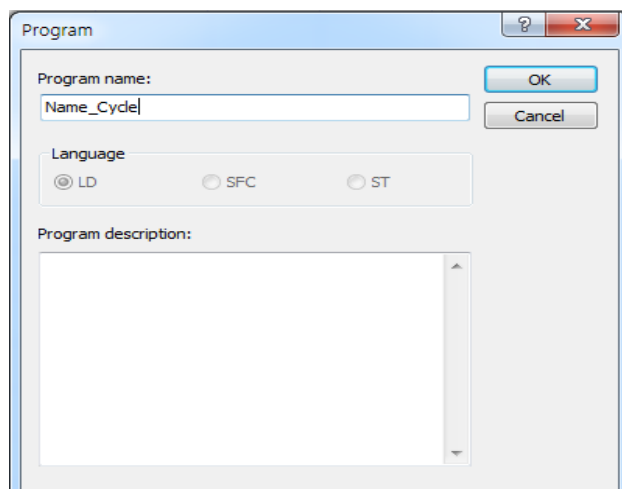 Program
?
Program name:
OK
Name_Cycle
Cancel
Language
LD SFC ST
Program description: